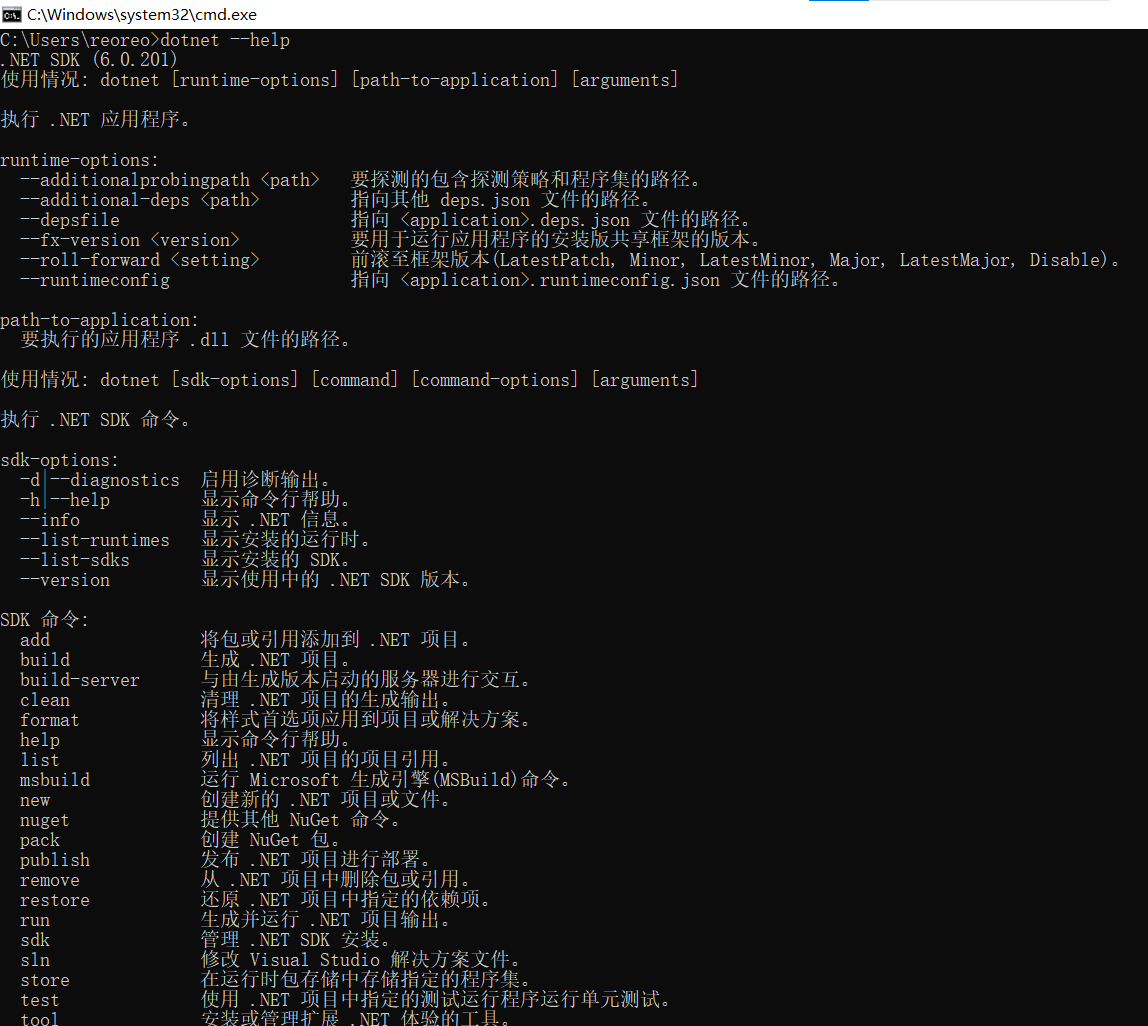 C:\Windows\system32\cmd.exe
C:\Users\reoreo>dotnet --help
.NET SDK (6.0.201)
使用情况: dotnet [runtime-options] [path-to-application] [arguments]
执行 .NET 应用程序。
runtime-options:
--additionalprobingpath <path> 要探测的包含探测策略和程序集的路径。
--additional-deps <path> 指向其他 deps.json 文件的路径。
--depsfile 指向 <application>.deps.json 文件的路径。
--fx-version <version> 要用于运行应用程序的安装版共享框架的版本。
--roll-forward <setting> 前滚至框架版本(LatestPatch, Minor, LatestMinor, Major, LatestMajor, Disable)。
--runtimeconfig 指向 <application>.runtimeconfig.json 文件的路径。
path-to-application:
要执行的应用程序 .dll 文件的路径。
使用情况: dotnet [sdk-options] [command] [command-options] [arguments]
执行 .NET SDK 命令。
sdk-options:
-d|--diagnostics 启用诊断输出。
-h|--help 显示命令行帮助。
--info 显示 .NET 信息。
--list-runtimes 显示安装的运行时。
--list-sdks 显示安装的 SDK。
--version 显示使用中的 .NET SDK 版本。
SDK 命令:
add 将包或引用添加到 .NET 项目。
build 生成 .NET 项目。
build-server 与由生成版本启动的服务器进行交互。
clean 清理 .NET 项目的生成输出。
format 将样式首选项应用到项目或解决方案。
help 显示命令行帮助。
list 列出 .NET 项目的项目引用。
msbuild 运行 Microsoft 生成引擎(MSBuild)命令。
new 创建新的 .NET 项目或文件。
nuget 提供其他 NuGet 命令。
pack 创建 NuGet 包。
publish 发布 .NET 项目进行部署。
remove 从 .NET 项目中删除包或引用。
restore 还原 .NET 项目中指定的依赖项。
run 生成并运行 .NET 项目输出。
sdk 管理 .NET SDK 安装。
sln 修改 Visual Studio 解决方案文件。
store 在运行时包存储中存储指定的程序集。
test 使用 .NET 项目中指定的测试运行程序运行单元测试。
tool 安装或管理扩展 .NET 体验的工具。